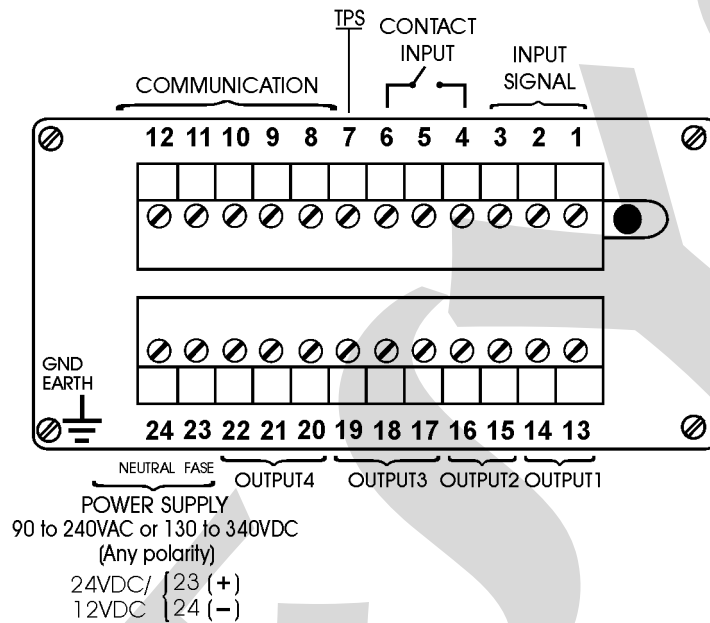 TPS
CONTACT
INPUT
INPUT
SIGNAL
COMMUNICATION
12 11 10 9 8 7 6 5 4 3 2 1
GND
EARTH
24 23 22 21 20 19 18 17 16 15 14 13
NEUTRAL FASE
OUTPUT4 OUTPUT3 OUTPUT2 OUTPUT1
POWER SUPPLY
90 to 240VAC or 130 to 340VDC
(Any polarity)
24VDC/ 23 (+)
12VDC 24 (−)